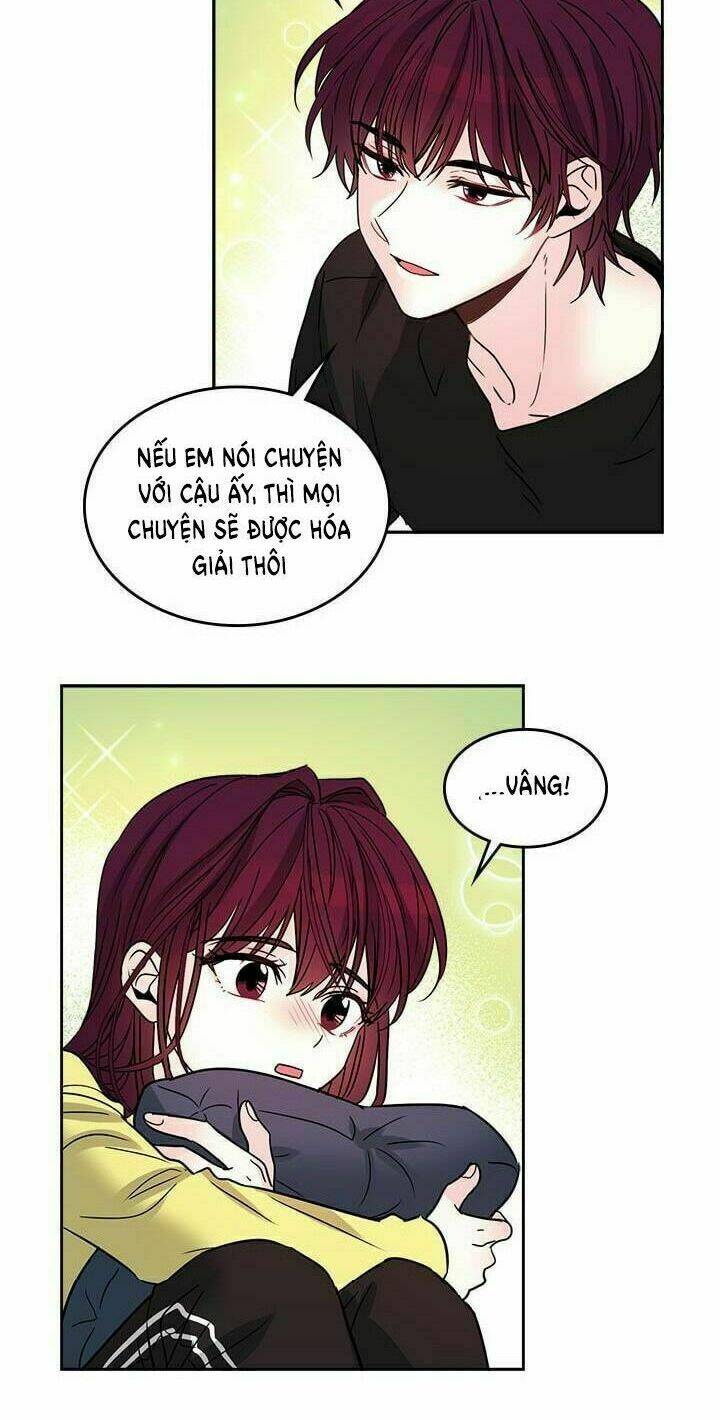 NẾU EM NÓI CHUYỆN
VỚI CẬU ẤY, THÌ MỌI
CHUYỆN SẼ ĐƯỢC HÓA
GIẢI THÔI
...VÂNG!